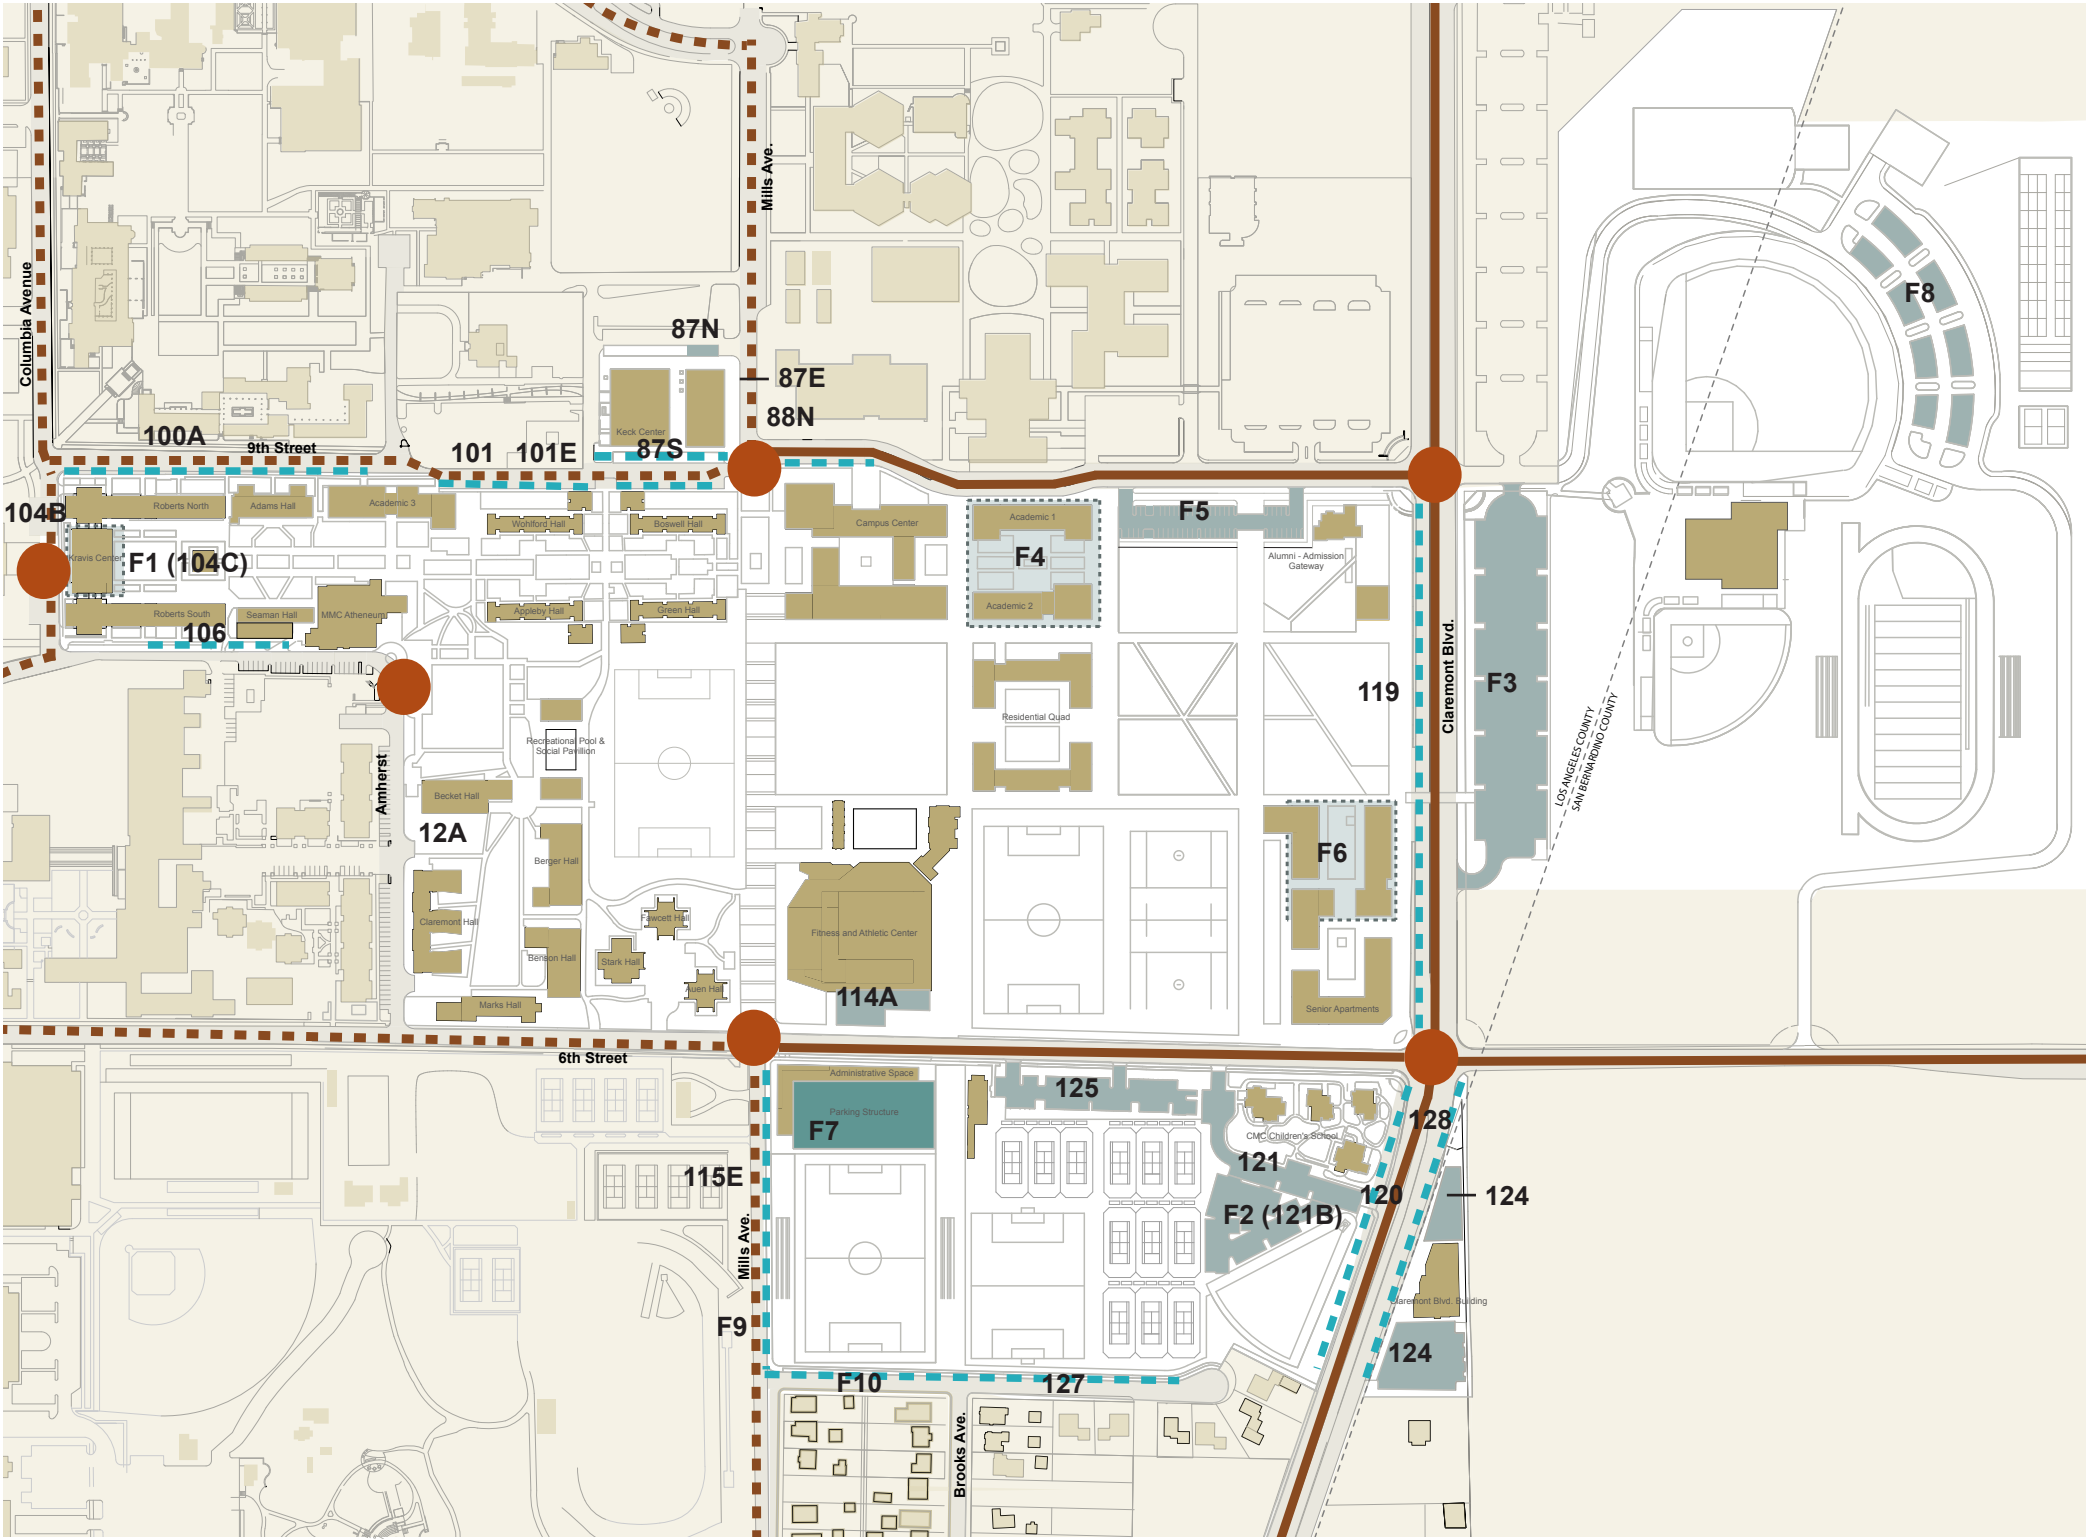 Mills Ave.
Columbia Avenue
F8
87N
87E
88N
100A
9th Street
101
101E
Keck Center
87S
104B
Roberts North
Adams Hall
Academic 3
Wohlford Hall
Boswell Hall
Campus Center
Academic 1
F5
Kravis Center
F1 (104C)
F4
Alumni - Admission
Gateway
Roberts South
Seaman Hall
MMC Atheneum
Appleby Hall
Green Hall
Academic 2
106
Claremont Blvd.
119
F3
Residential Quad
LOS ANGELES COUNTY
SAN BERNARDINO COUNTY
Recreational Pool &
Social Pavillion
Amherst
Becket Hall
12A
Berger Hall
F6
Claremont Hall
Fawcett Hall
Fitness and Athletic Center
Benson Hall
Stark Hall
Auen Hall
114A
Marks Hall
Senior Apartments
6th Street
Administrative Space
125
Parking Structure
F7
128
CMC Children's School
121
115E
120
124
F2 (121B)
Mills Ave.
Claremont Blvd. Building
F9
124
F10
127
Brooks Ave.